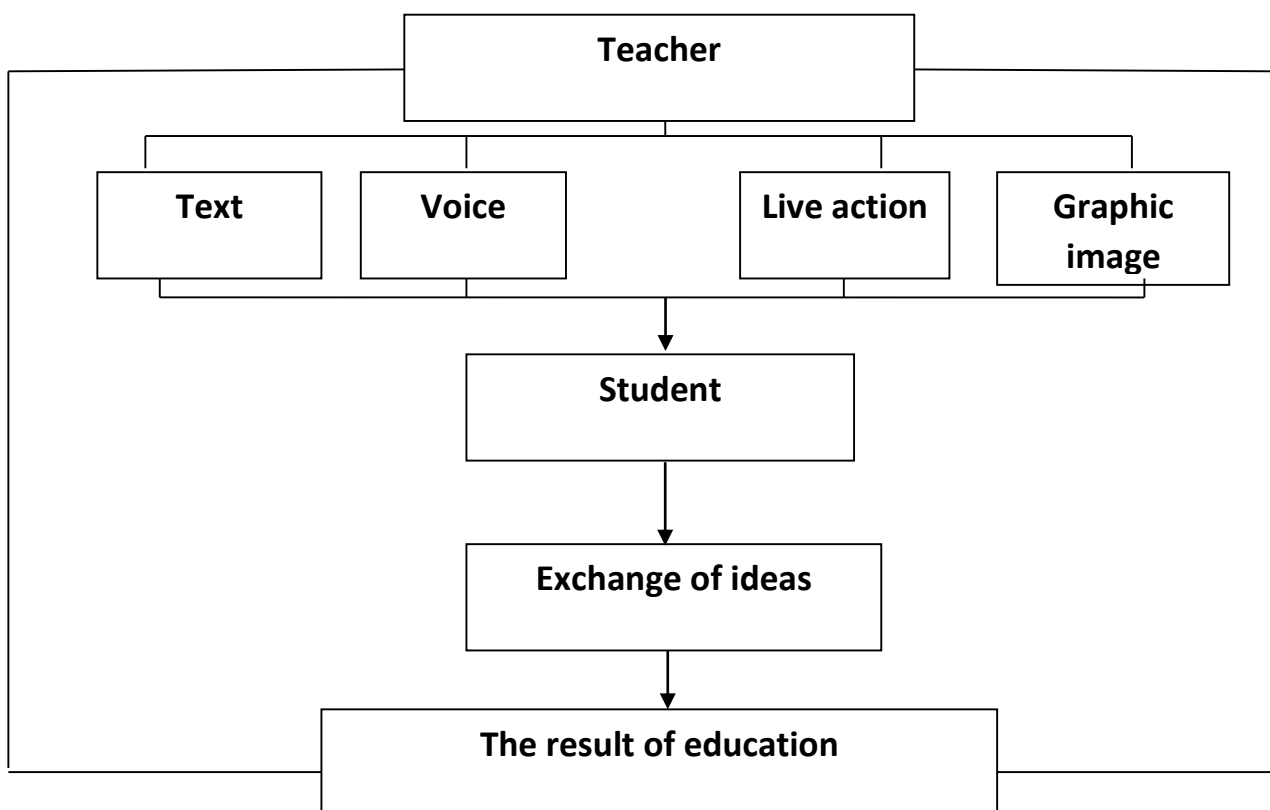 Teacher
Text
Voice
Live action
Graphic
image
Student
Exchange of ideas
The result of education